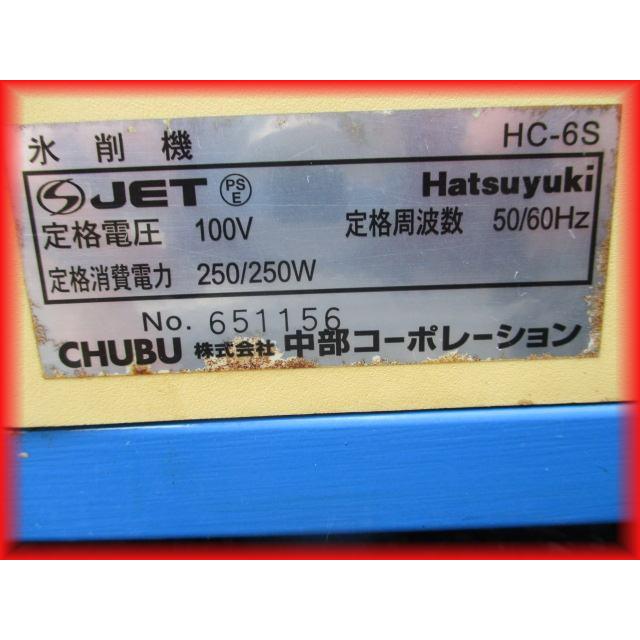 氷削機 HC-6S
JET PSE Hatsuyuki
定格電圧 100V 定格周波数 50/60Hz
定格消費電力 250/250W
No. 651156
CHUBU 株式会社 中部コーポレーション